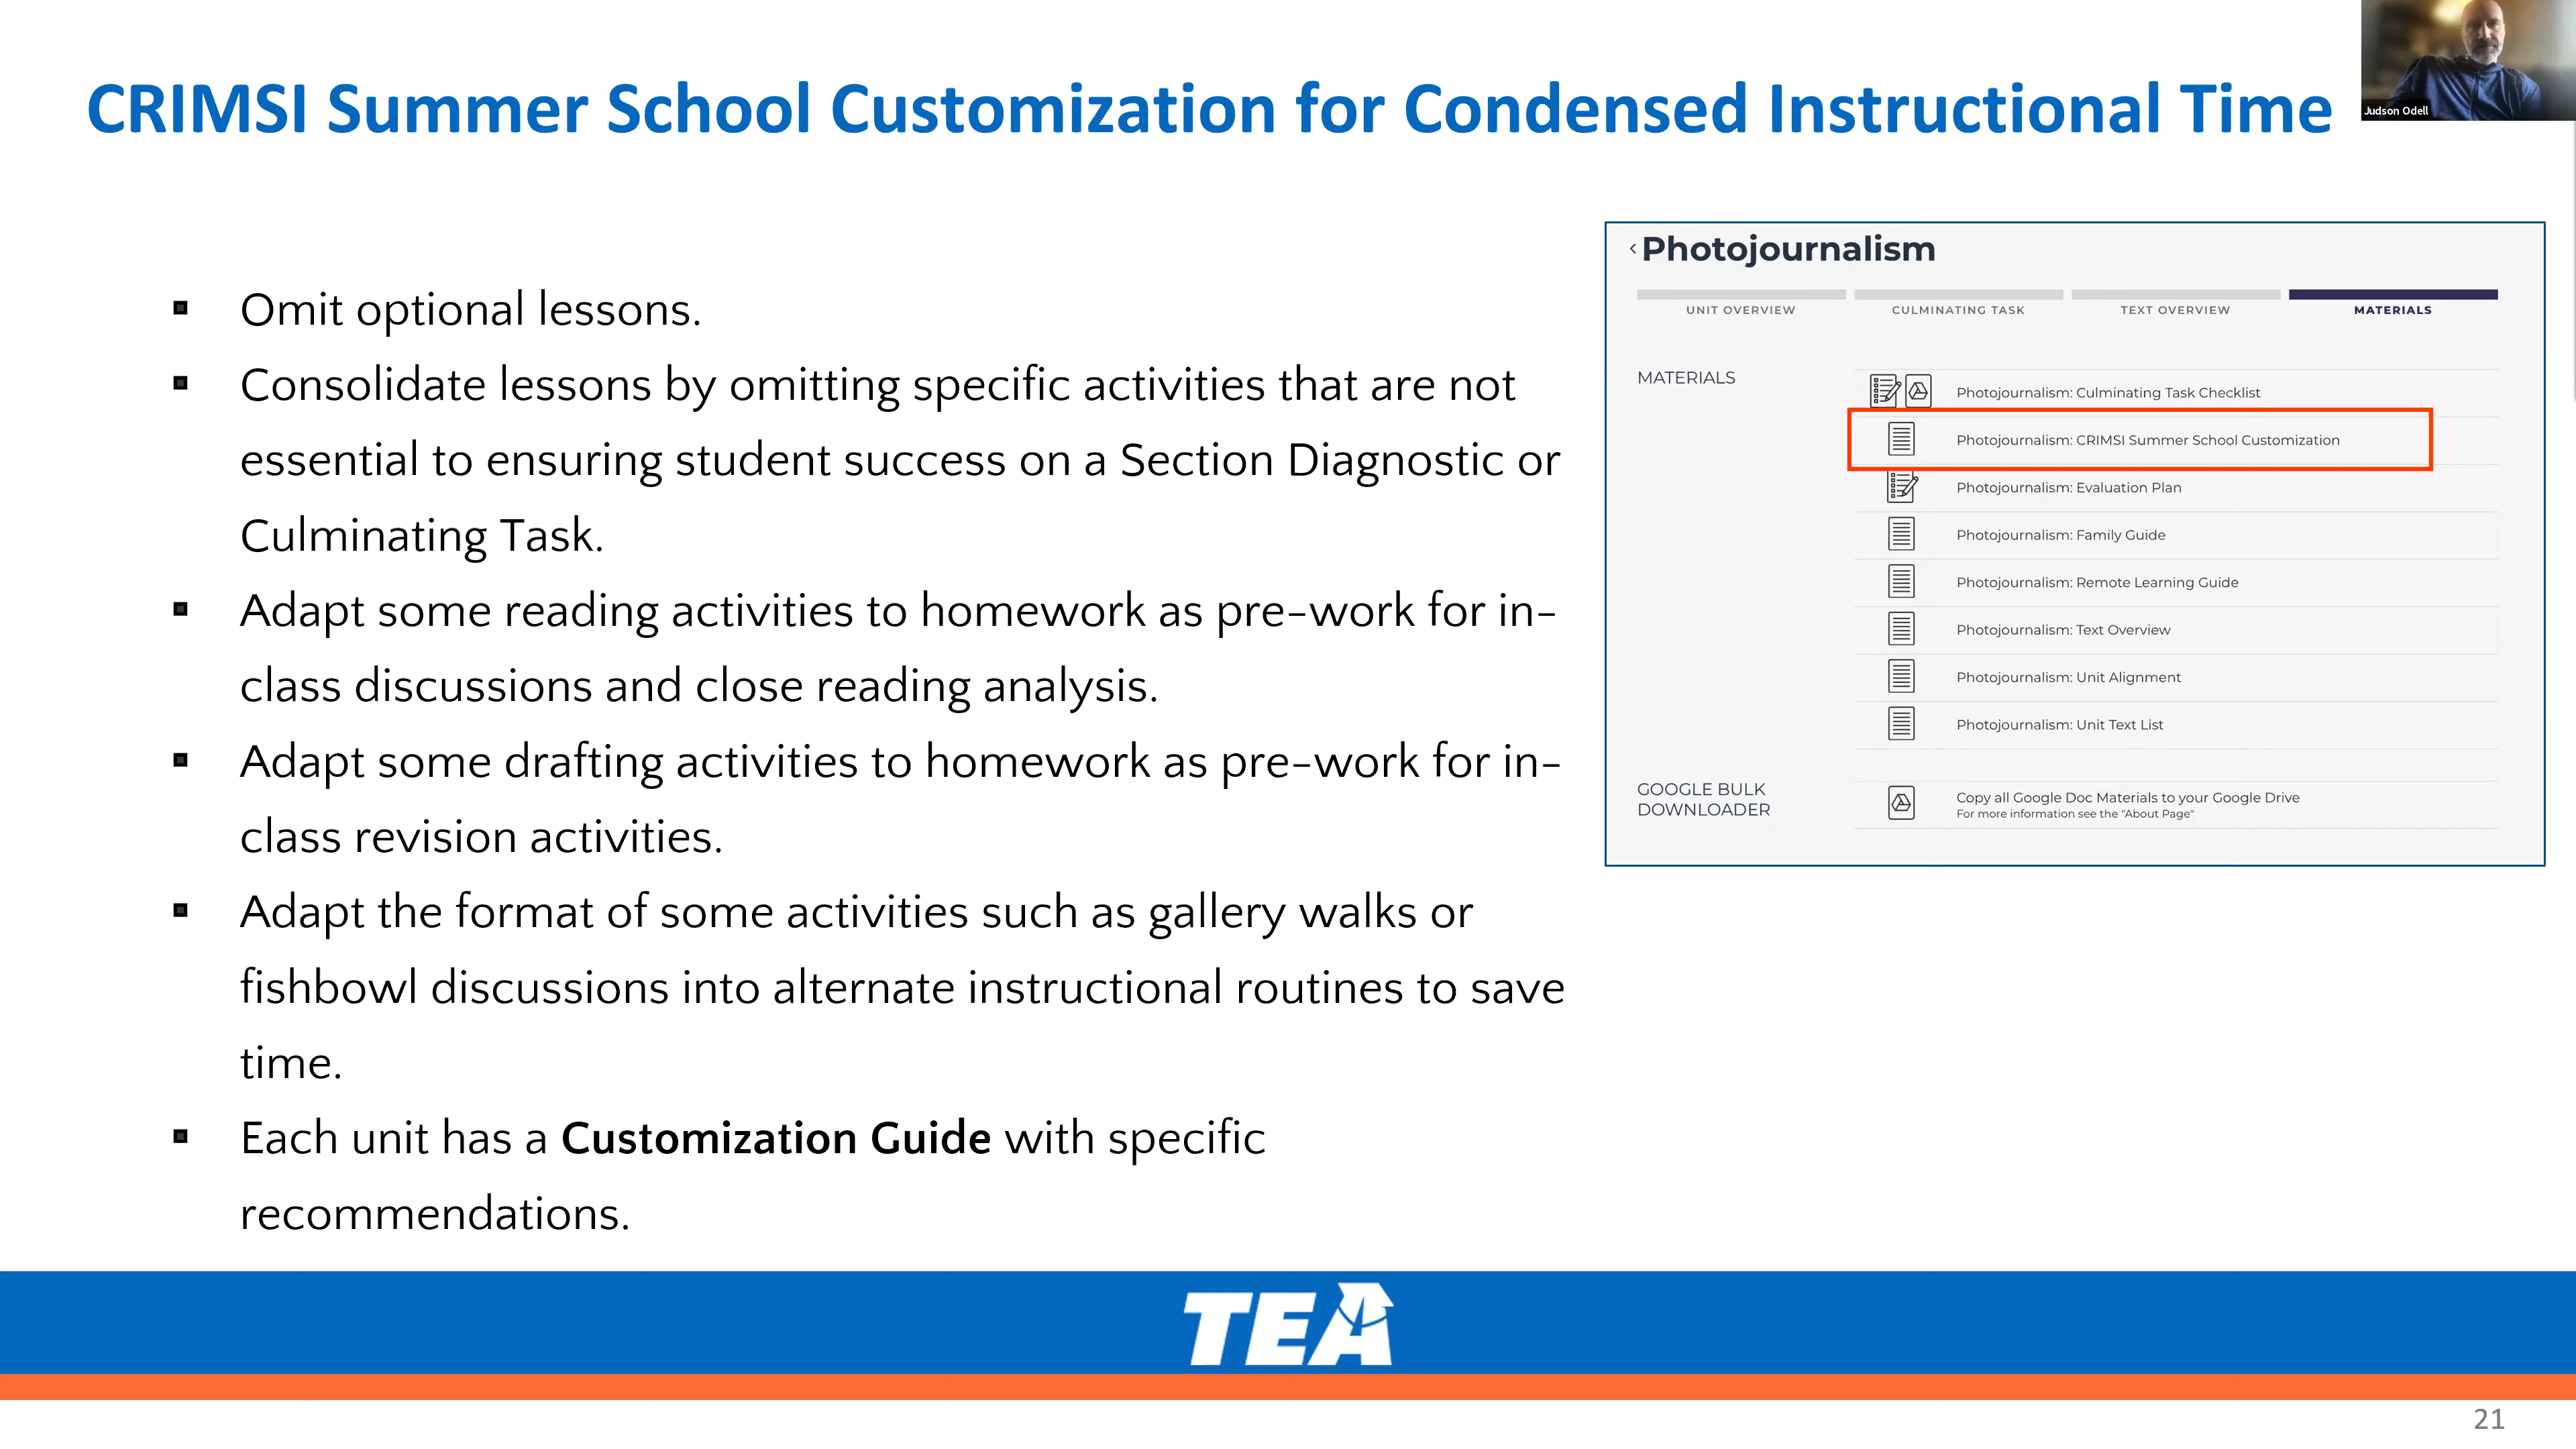 CRIMSI Summer School Customization for Condensed Instructional Time
Judson Odell
▪ Omit optional lessons.
▪ Consolidate lessons by omitting specific activities that are not
essential to ensuring student success on a Section Diagnostic or
Culminating Task.
▪ Adapt some reading activities to homework as pre-work for in-
class discussions and close reading analysis.
▪ Adapt some drafting activities to homework as pre-work for in-
class revision activities.
▪ Adapt the format of some activities such as gallery walks or
fishbowl discussions into alternate instructional routines to save
time.
▪ Each unit has a Customization Guide with specific
recommendations.
‹ Photojournalism
UNIT OVERVIEW CULMINATING TASK TEXT OVERVIEW MATERIALS
MATERIALS
Photojournalism: Culminating Task Checklist
Photojournalism: CRIMSI Summer School Customization
Photojournalism: Evaluation Plan
Photojournalism: Family Guide
Photojournalism: Remote Learning Guide
Photojournalism: Text Overview
Photojournalism: Unit Alignment
Photojournalism: Unit Text List
GOOGLE BULK
DOWNLOADER
Copy all Google Doc Materials to your Google Drive
For more information see the "About Page"
TEA
21